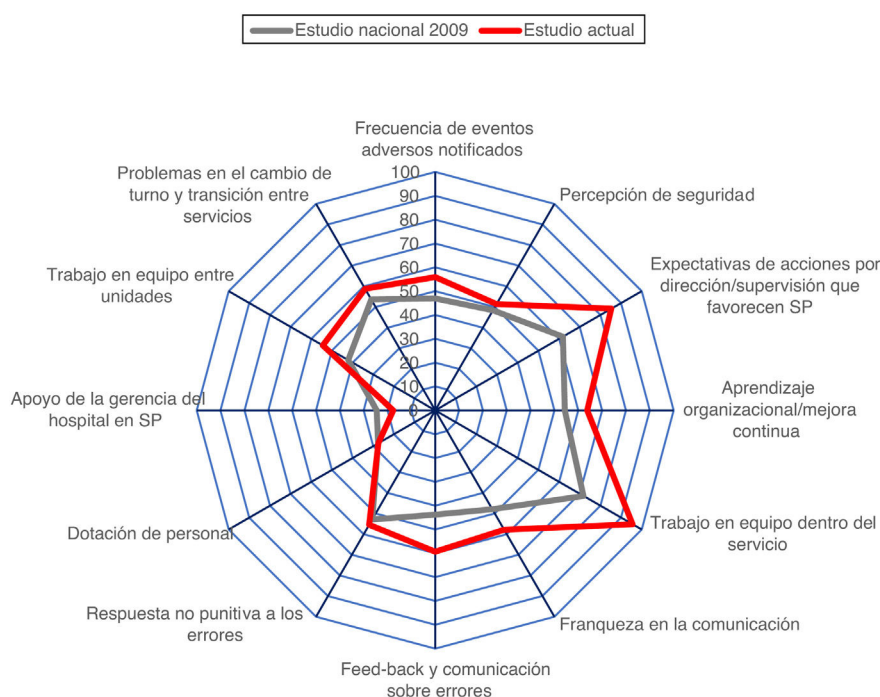 Estudio nacional 2009
Estudio actual
Frecuencia de eventos
adversos notificados
Percepción de seguridad
Expectativas de acciones por
dirección/supervisión que
favorecen SP
Aprendizaje
organizacional/mejora
continua
Trabajo en equipo dentro del
servicio
Franqueza en la comunicación
Feed-back y comunicación
sobre errores
Respuesta no punitiva a los
errores
Dotación de personal
Apoyo de la gerencia del
hospital en SP
Trabajo en equipo entre
unidades
Problemas en el cambio de
turno y transición entre
servicios
100
90
80
70
60
50
40
30
20
10
0